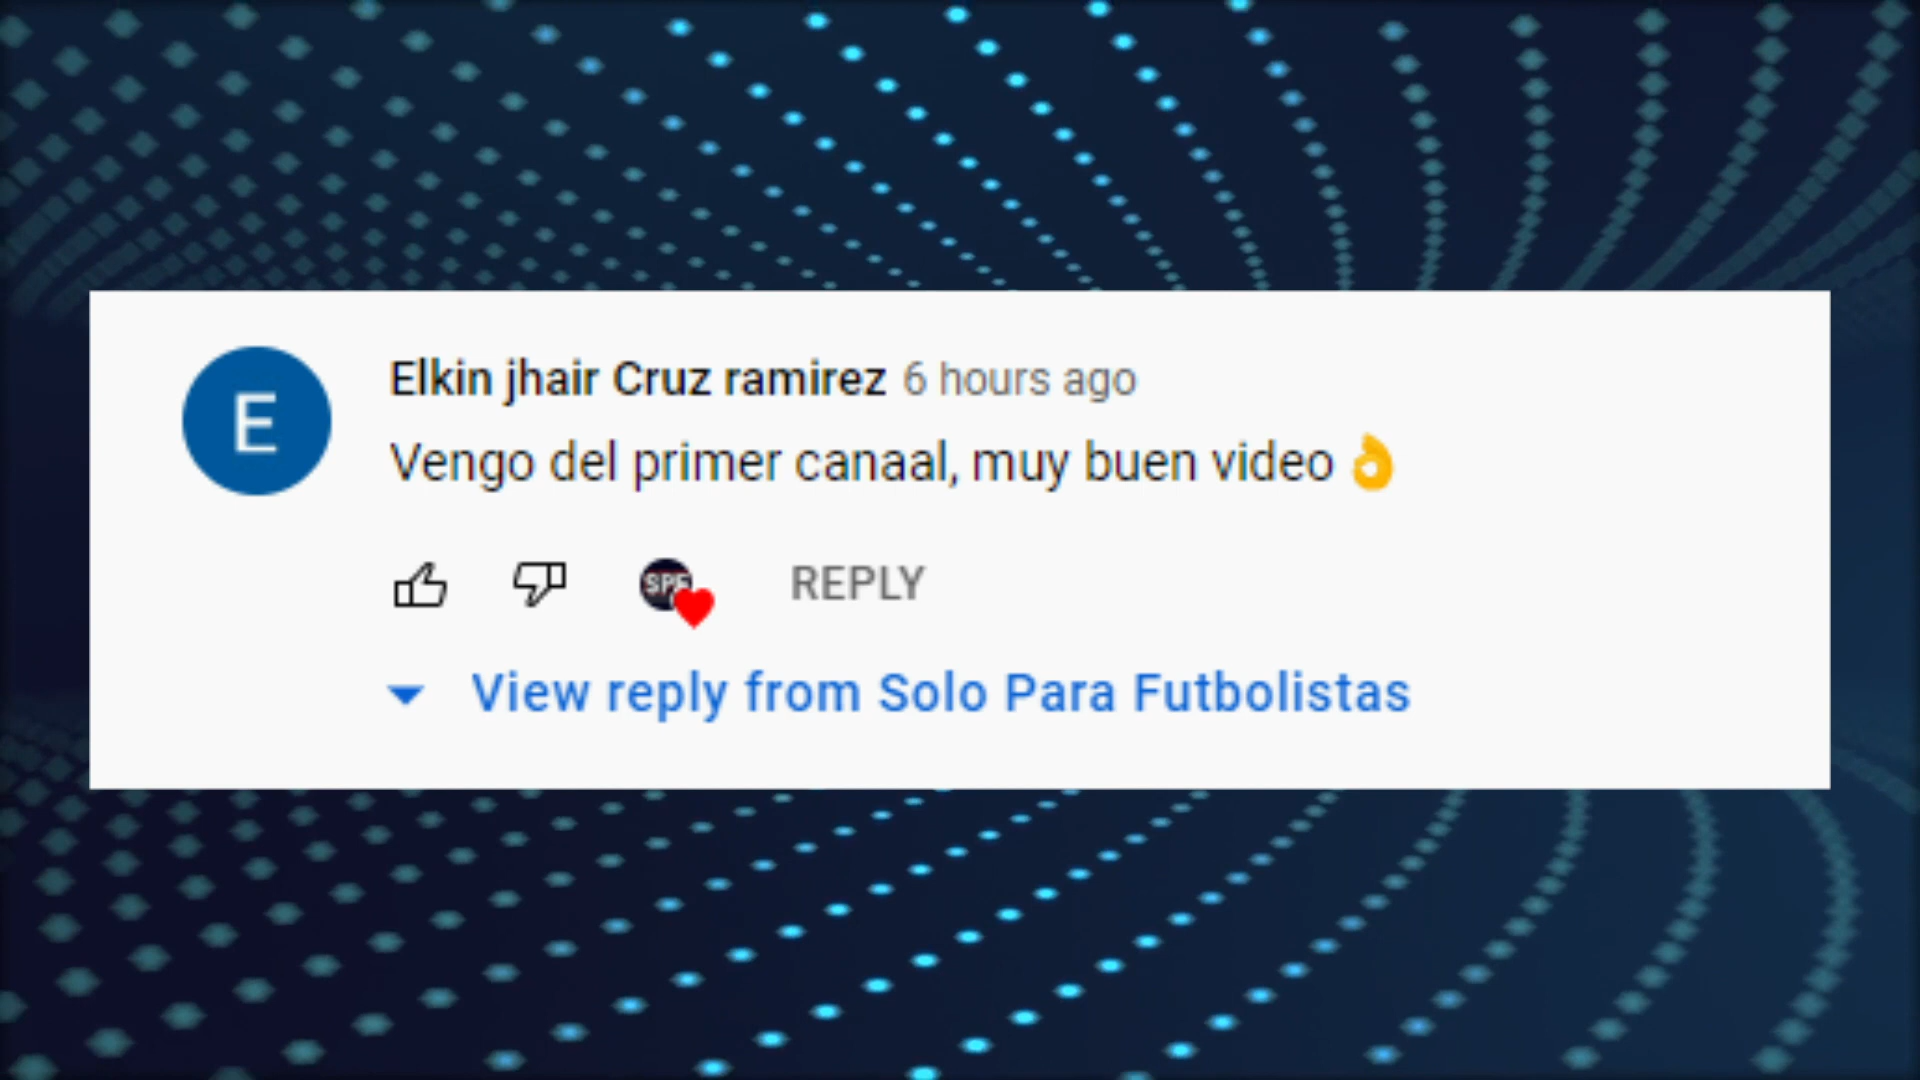 E
Elkin jhair Cruz ramirez 6 hours ago
Vengo del primer canaal, muy buen video 👌
SPF
REPLY
View reply from Solo Para Futbolistas